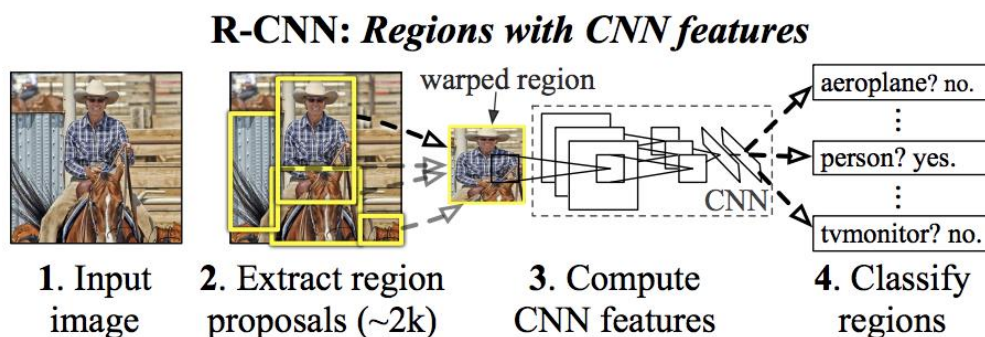 R-CNN: Regions with CNN features
warped region
aeroplane? no.
person? yes.
CNN
tvmonitor? no.
1. Input
image
2. Extract region
proposals (~2k)
3. Compute
CNN features
4. Classify
regions